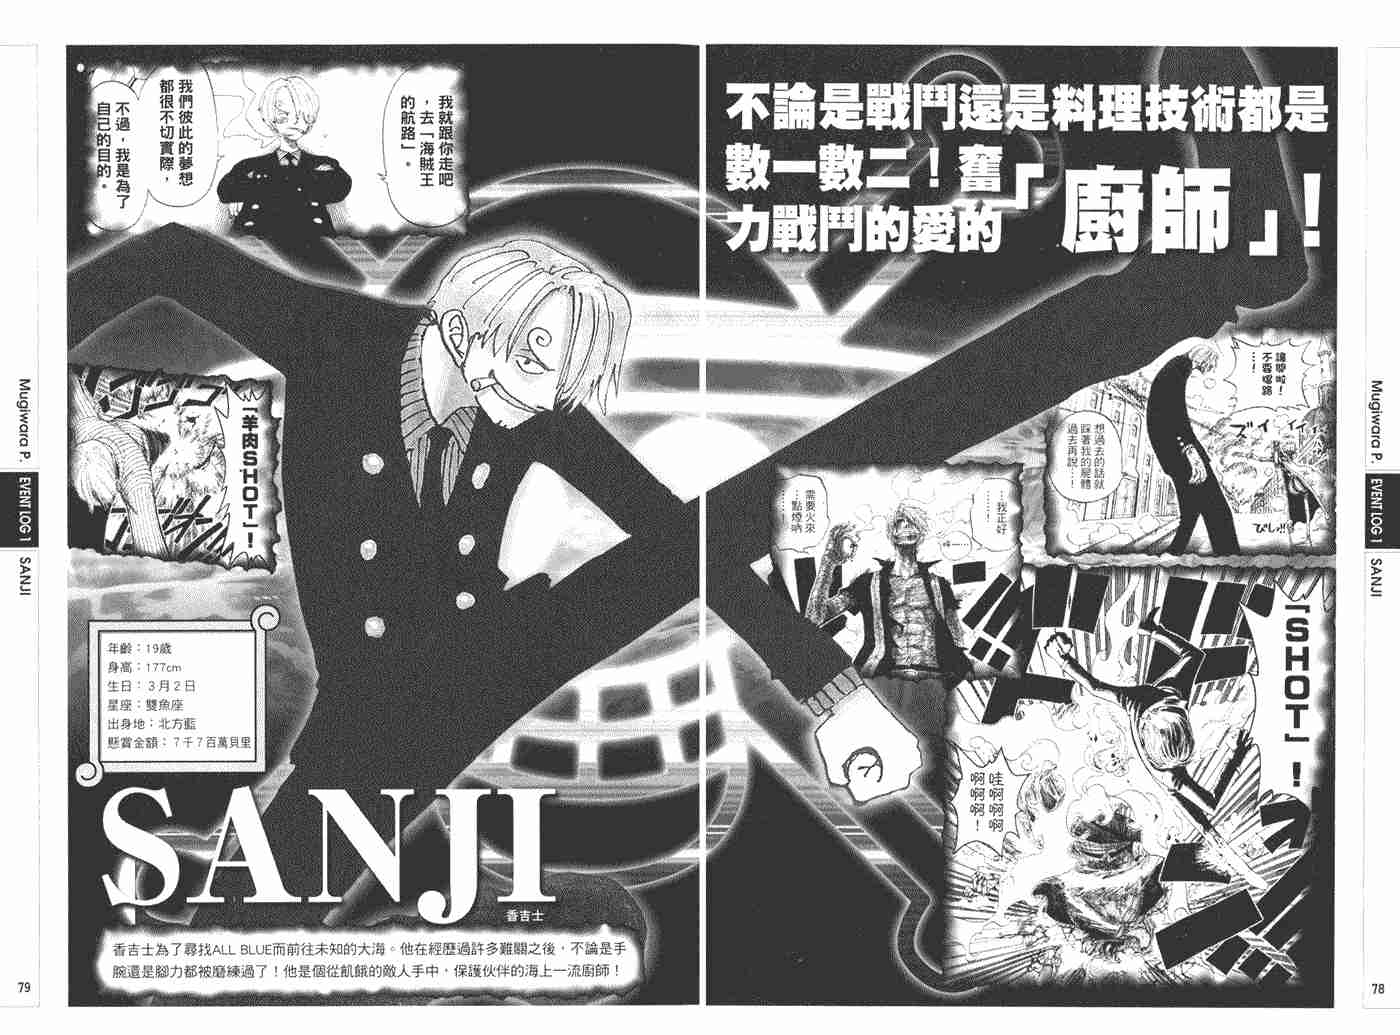 不論是戰鬥還是料理技術都是
數一數二！奮
力戰鬥的愛的
「廚師」！
讓開啦！
不要擋路
……！
想過去的話就
踩著我的屍體
過去再說…！
…我正好
……！
需要火來
…點煙吶
…！
「SHOT」！
哇啊啊啊
啊啊啊！
我就跟你走吧
，去「海賊王
的航路」。
我們彼此的夢想
都很不切實際，
不過，我是為了
自己的目的。
「羊肉SHOT」！
年齡：19歲
身高：177cm
生日：3月2日
星座：雙魚座
出身地：北方藍
懸賞金額：7千7百萬貝里
SANJI
香吉士
香吉士為了尋找ALL BLUE而前往未知的大海。他在經歷過許多難關之後，不論是手
腕還是腳力都被磨練過了！他是個從飢餓的敵人手中，保護伙伴的海上一流廚師！
Mugiwara P.
EVENT LOG 1
SANJI
79
Mugiwara P.
EVENT LOG 1
SANJI
78